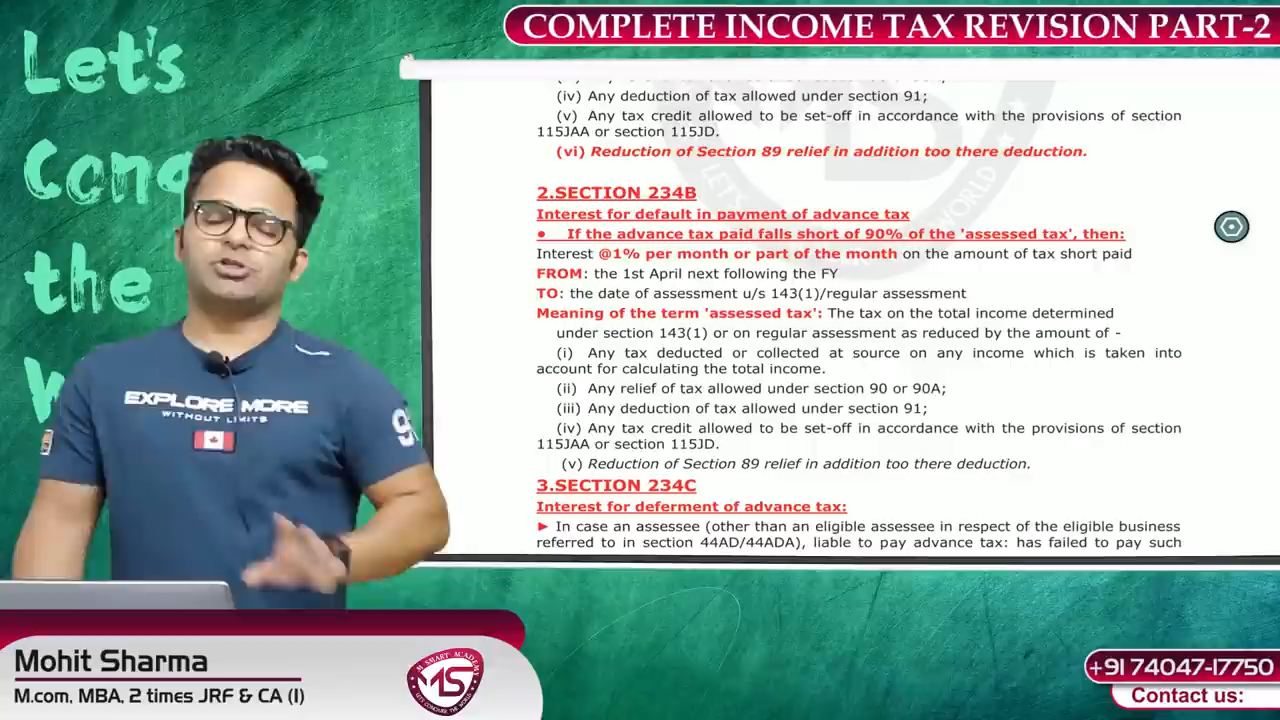 COMPLETE INCOME TAX REVISION PART-2
Let's
Conq
the
W
(iv) Any deduction of tax allowed under section 91;
(v) Any tax credit allowed to be set-off in accordance with the provisions of section
115JAA or section 115JD.
(vi) Reduction of Section 89 relief in addition too there deduction.
2.SECTION 234B
Interest for default in payment of advance tax
• If the advance tax paid falls short of 90% of the 'assessed tax', then:
Interest @1% per month or part of the month on the amount of tax short paid
FROM: the 1st April next following the FY
TO: the date of assessment u/s 143(1)/regular assessment
Meaning of the term 'assessed tax': The tax on the total income determined
under section 143(1) or on regular assessment as reduced by the amount of -
(i) Any tax deducted or collected at source on any income which is taken into
account for calculating the total income.
(ii) Any relief of tax allowed under section 90 or 90A;
(iii) Any deduction of tax allowed under section 91;
(iv) Any tax credit allowed to be set-off in accordance with the provisions of section
115JAA or section 115JD.
(v) Reduction of Section 89 relief in addition too there deduction.
3.SECTION 234C
Interest for deferment of advance tax:
► In case an assessee (other than an eligible assessee in respect of the eligible business
referred to in section 44AD/44ADA), liable to pay advance tax: has failed to pay such
EXPLORE MORE
WITHOUT LIMITS
Mohit Sharma
M.com, MBA, 2 times JRF & CA (I)
M SMART ACADEMY
MS
LET'S CONQUER THE WORLD
+91 74047-17750
Contact us: